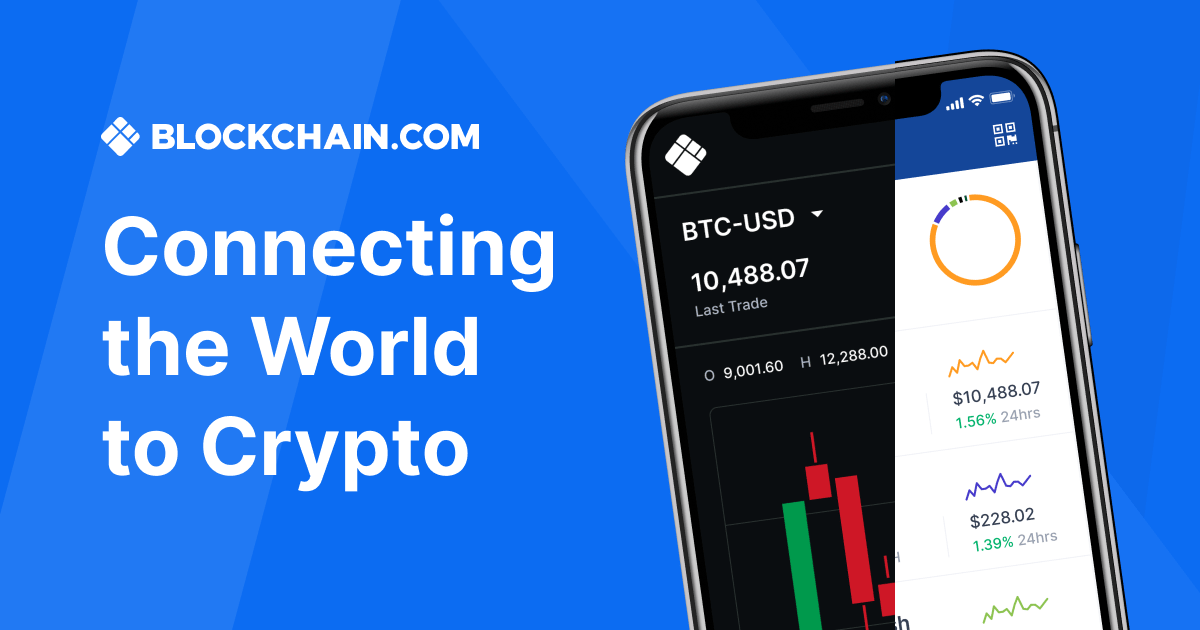 BLOCKCHAIN.COM
Connecting
the World
to Crypto
BTC-USD
10,488.07
Last Trade
O 9,001.60 H 12,288.00
$10,488.07
1.56% 24hrs
$228.02
1.39% 24hrs